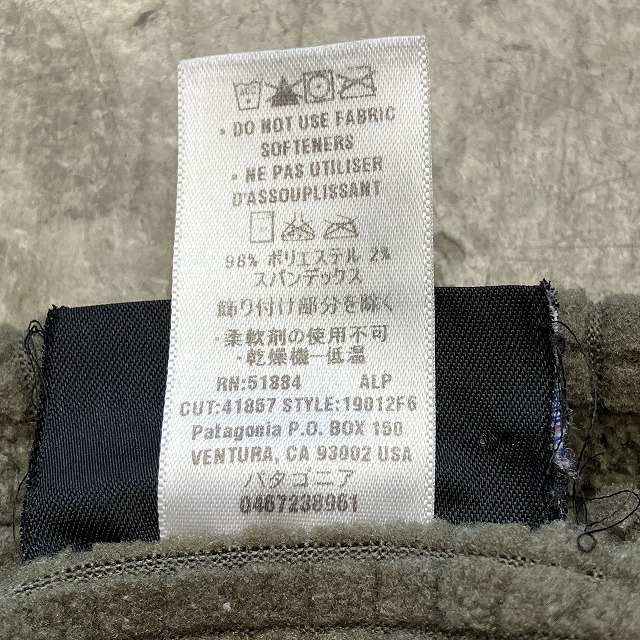 • DO NOT USE FABRIC
SOFTENERS
• NE PAS UTILISER
D'ASSOUPLISSANT
98% ポリエステル 2%
スパンデックス
飾り付け部分を除く
・柔軟剤の使用不可
・乾燥機一低温
RN:51884 ALP
CUT:41857 STYLE:19012F6
Patagonia P.O. BOX 150
VENTURA, CA 93002 USA
パタゴニア
0467238961